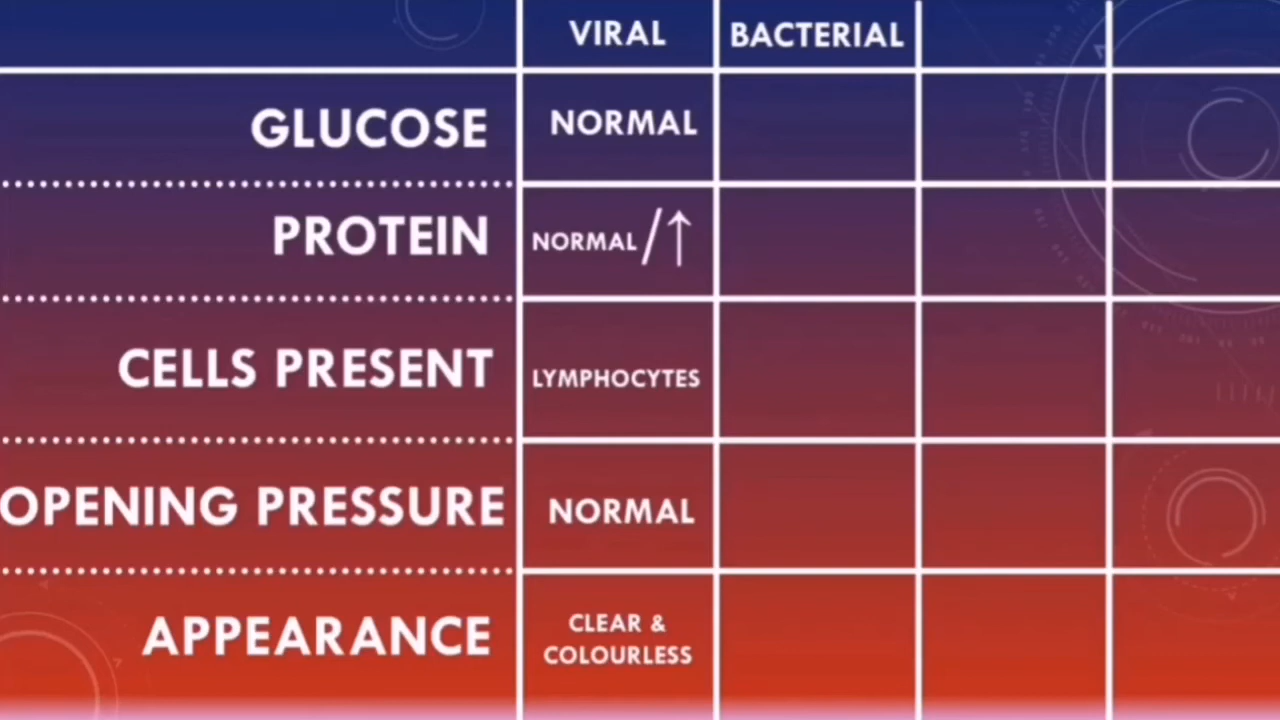 VIRAL BACTERIAL
GLUCOSE NORMAL
PROTEIN NORMAL/↑
CELLS PRESENT LYMPHOCYTES
OPENING PRESSURE NORMAL
APPEARANCE CLEAR &
COLOURLESS